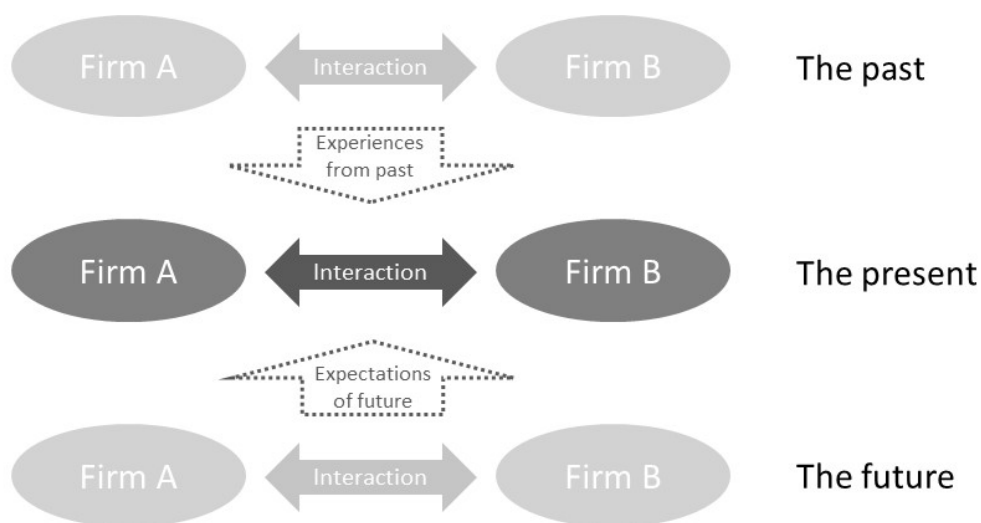 Firm A
Interaction
Firm B
The past
Experiences
from past
Firm A
Interaction
Firm B
The present
Expectations
of future
Firm A
Interaction
Firm B
The future